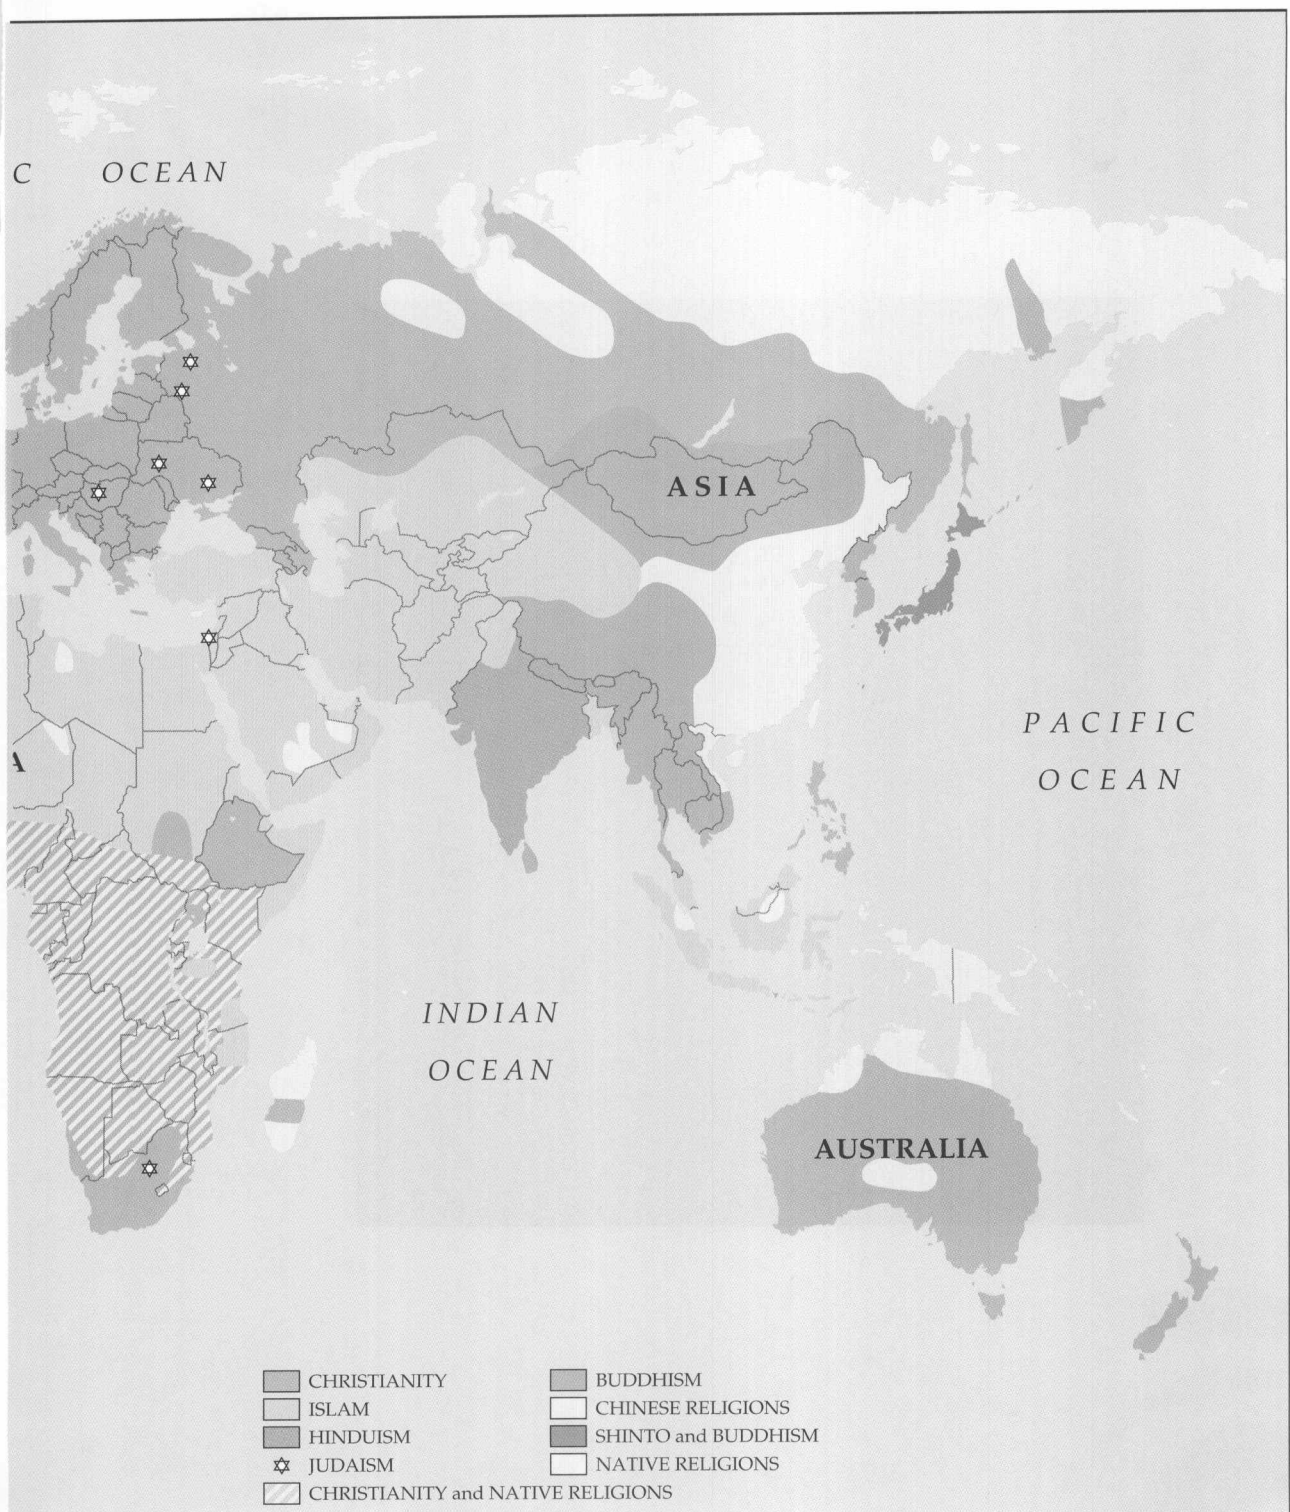 C OCEAN
ASIA
PACIFIC
OCEAN
A
INDIAN
OCEAN
AUSTRALIA
CHRISTIANITY
ISLAM
HINDUISM
JUDAISM
CHRISTIANITY and NATIVE RELIGIONS
BUDDHISM
CHINESE RELIGIONS
SHINTO and BUDDHISM
NATIVE RELIGIONS